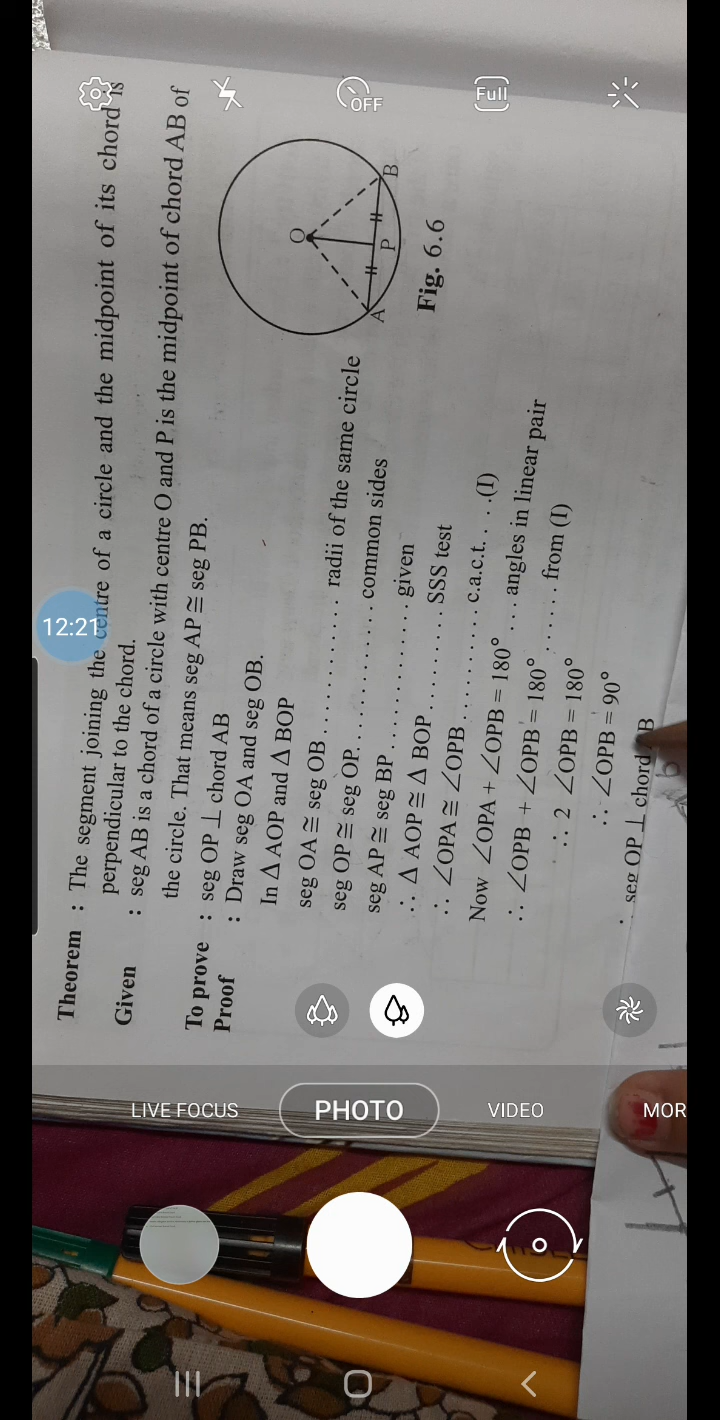 Theorem : The segment joining the centre of a circle and the midpoint of its chord is
perpendicular to the chord.
Given : seg AB is a chord of a circle with centre O and P is the midpoint of chord AB of
the circle. That means seg AP ≅ seg PB.
To prove : seg OP ⊥ chord AB
Proof : Draw seg OA and seg OB.
In Δ AOP and Δ BOP
seg OA ≅ seg OB . . . . . . . . . . . . . radii of the same circle
seg OP ≅ seg OP. . . . . . . . . . . . . . common sides
seg AP ≅ seg BP . . . . . . . . . . . . . . given
∴ Δ AOP ≅ Δ BOP . . . . . . . . . . . SSS test
∴ ∠OPA ≅ ∠OPB . . . . . . . . . . . c.a.c.t. . . .(I)
Now ∠OPA + ∠OPB = 180° . . . . angles in linear pair
∴ ∠OPB + ∠OPB = 180° . . . . . . . from (I)
∴ 2 ∠OPB = 180°
∴ ∠OPB = 90°
∴ seg OP ⊥ chord AB
O
A
P
B
Fig. 6.6
OFF
Full
12:21
LIVE FOCUS
PHOTO
VIDEO
MOR